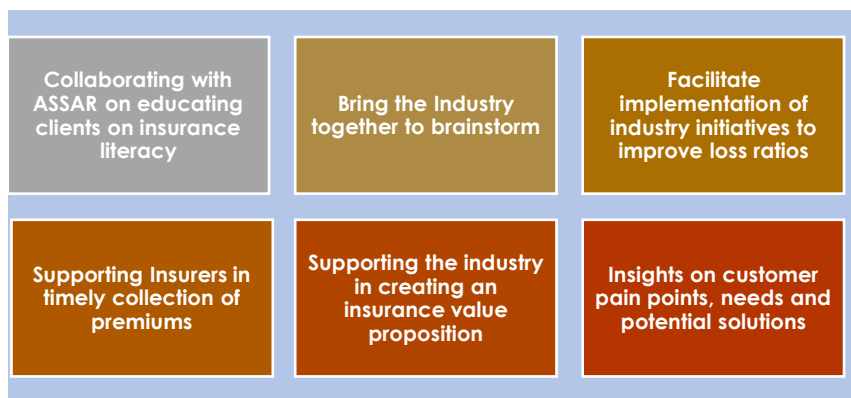 Collaborating with
ASSAR on educating
clients on insurance
literacy
Bring the Industry
together to brainstorm
Facilitate
implementation of
industry initiatives to
improve loss ratios
Supporting Insurers in
timely collection of
premiums
Supporting the industry
in creating an
insurance value
proposition
Insights on customer
pain points, needs and
potential solutions